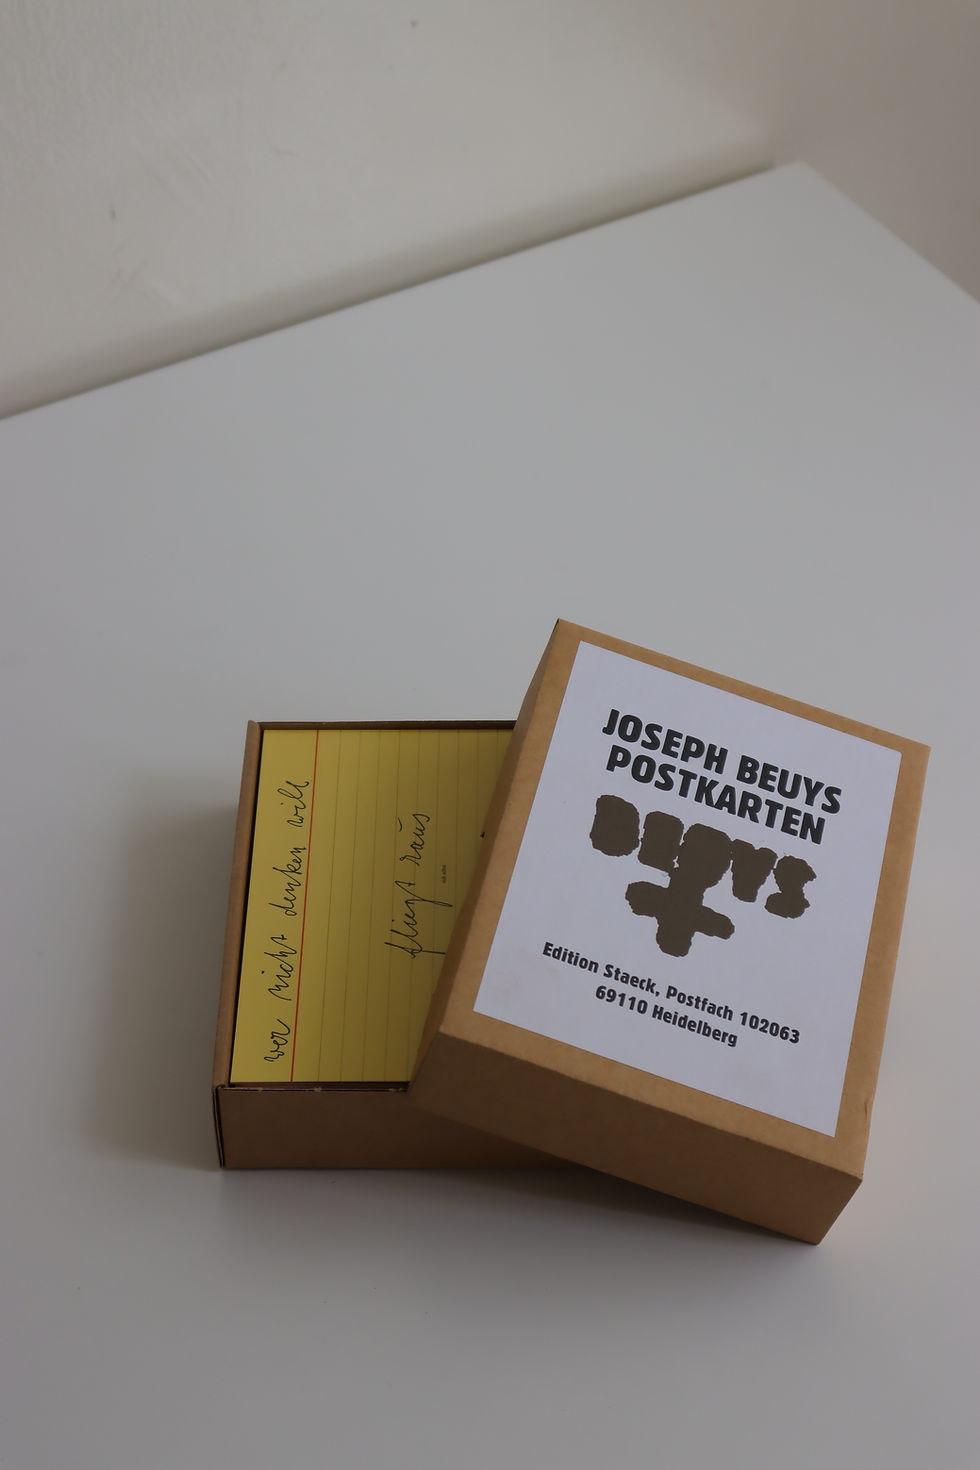 JOSEPH BEUYS
POSTKARTEN
BEUYS
Edition Staeck, Postfach 102063
69110 Heidelberg
wer nicht denken will
fliegt raus